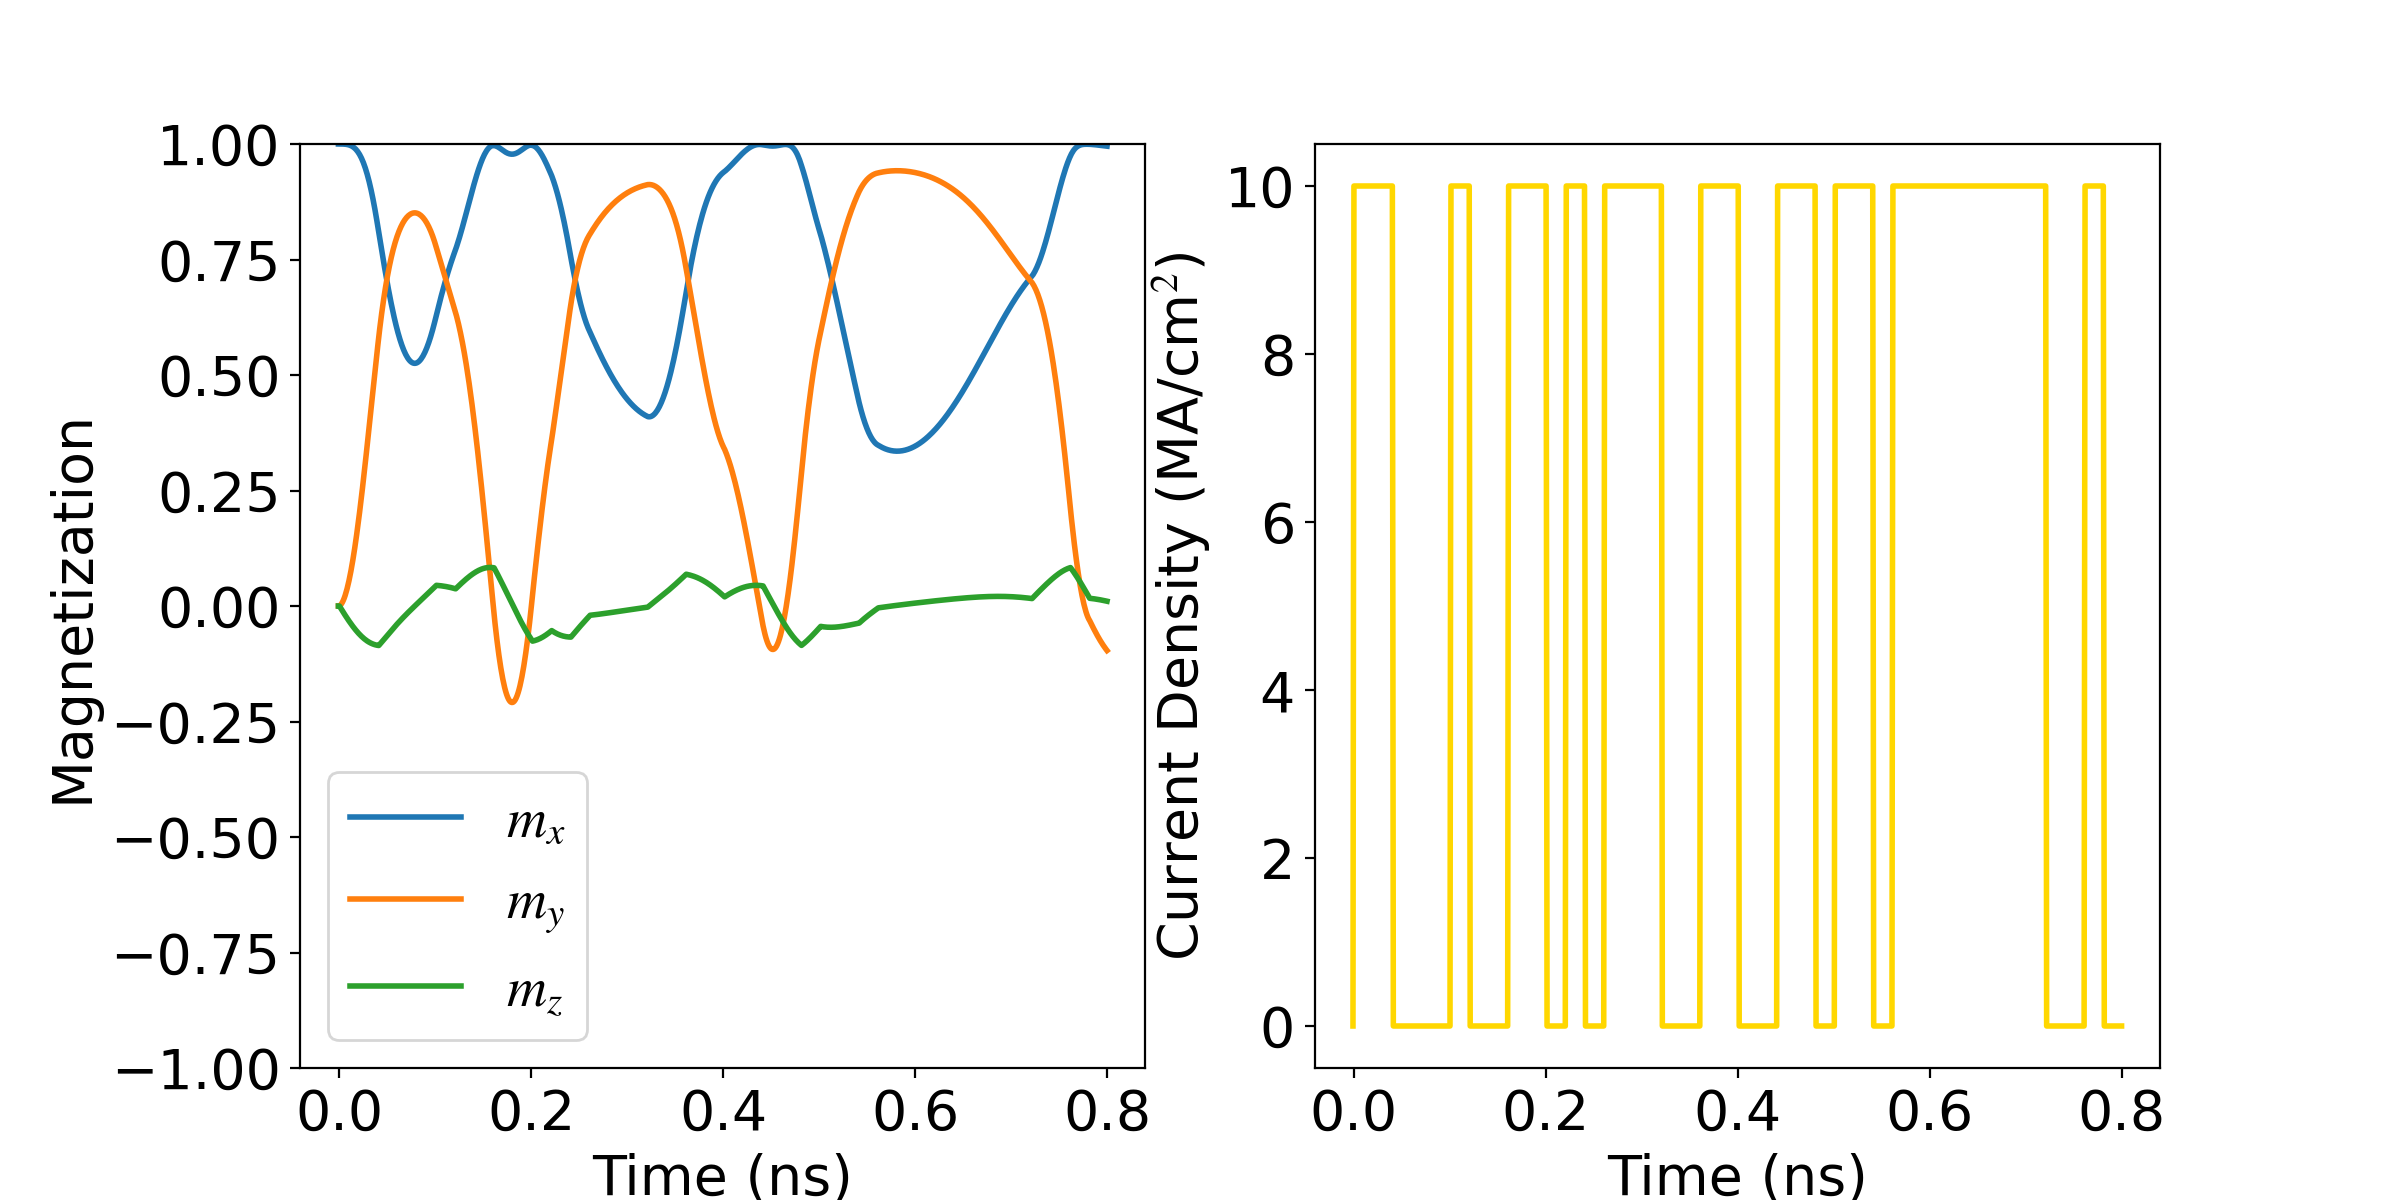 1.00
0.75
0.50
0.25
0.00
−0.25
−0.50
−0.75
−1.00
Magnetization
m_x
m_y
m_z
0.0 0.2 0.4 0.6 0.8
Time (ns)
10
8
6
4
2
0
Current Density (MA/cm²)
0.0 0.2 0.4 0.6 0.8
Time (ns)